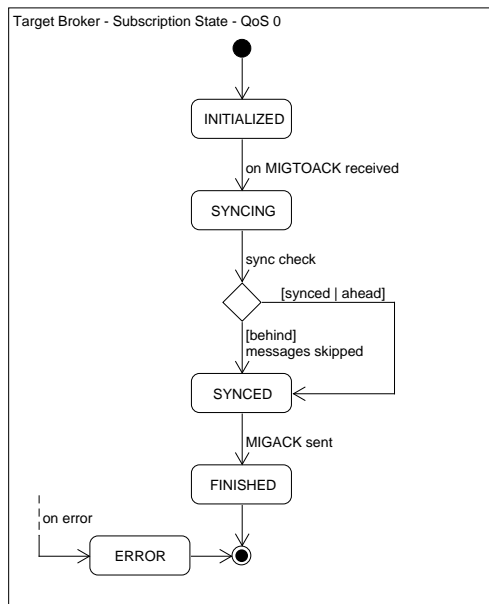 Target Broker - Subscription State - QoS 0
INITIALIZED
on MIGTOACK received
SYNCING
sync check
[synced | ahead]
[behind]
messages skipped
SYNCED
MIGACK sent
FINISHED
on error
ERROR